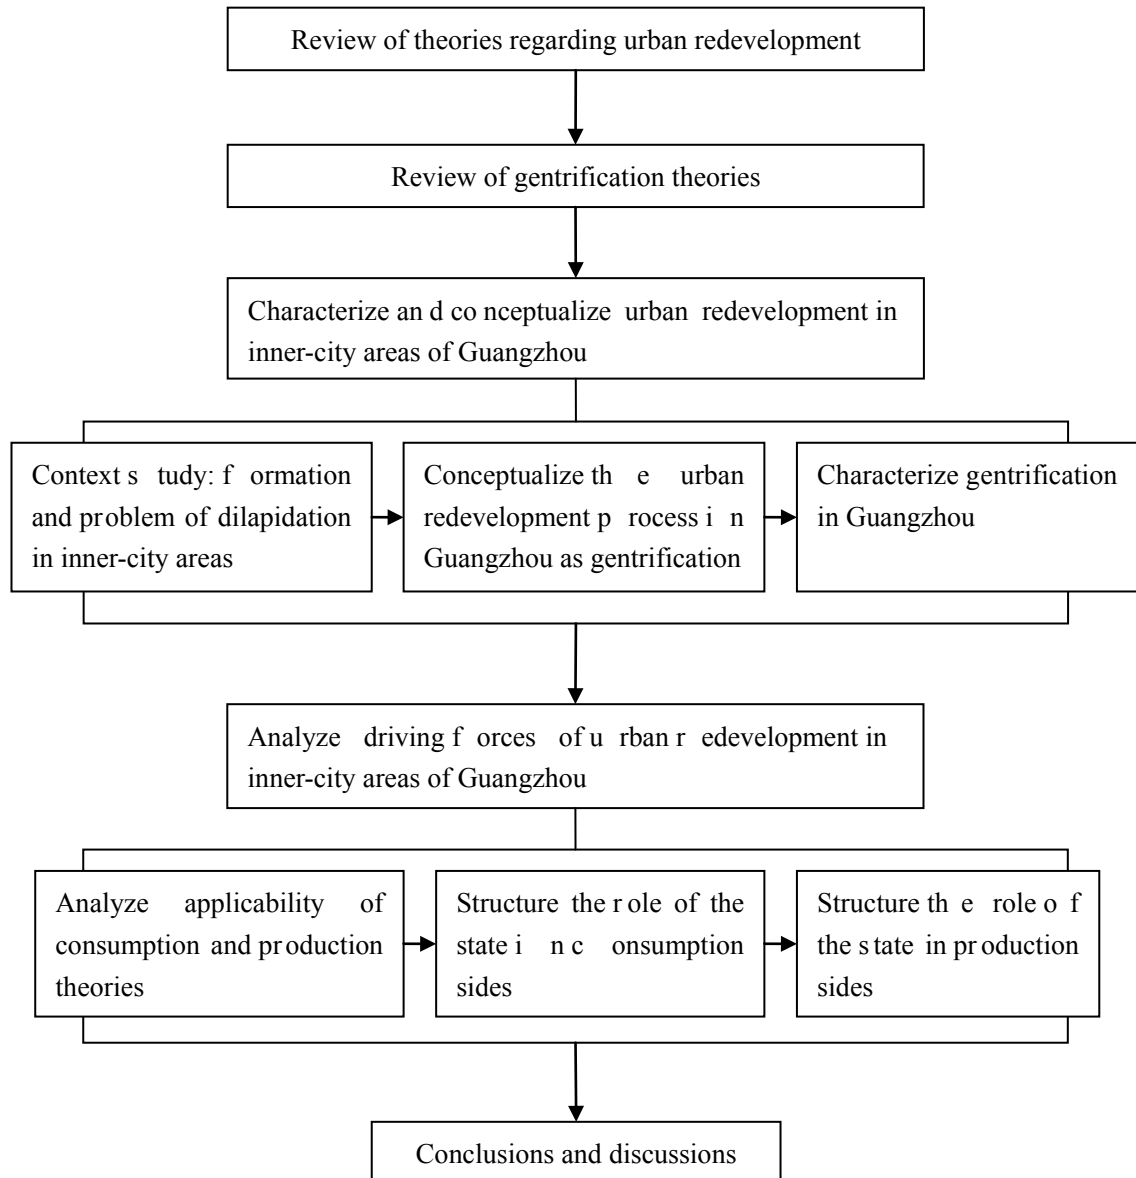 Review of theories regarding urban redevelopment
Review of gentrification theories
Characterize an d co nceptualize urban redevelopment in
inner-city areas of Guangzhou
Context s tudy: f ormation
and problem of dilapidation
in inner-city areas
Conceptualize th e urban
redevelopment p rocess i n
Guangzhou as gentrification
Characterize gentrification
in Guangzhou
Analyze driving f orces of u rban r edevelopment in
inner-city areas of Guangzhou
Analyze applicability of
consumption and pr oduction
theories
Structure the r ole of the
state i n c onsumption
sides
Structure th e role o f
the s tate in pr oduction
sides
Conclusions and discussions